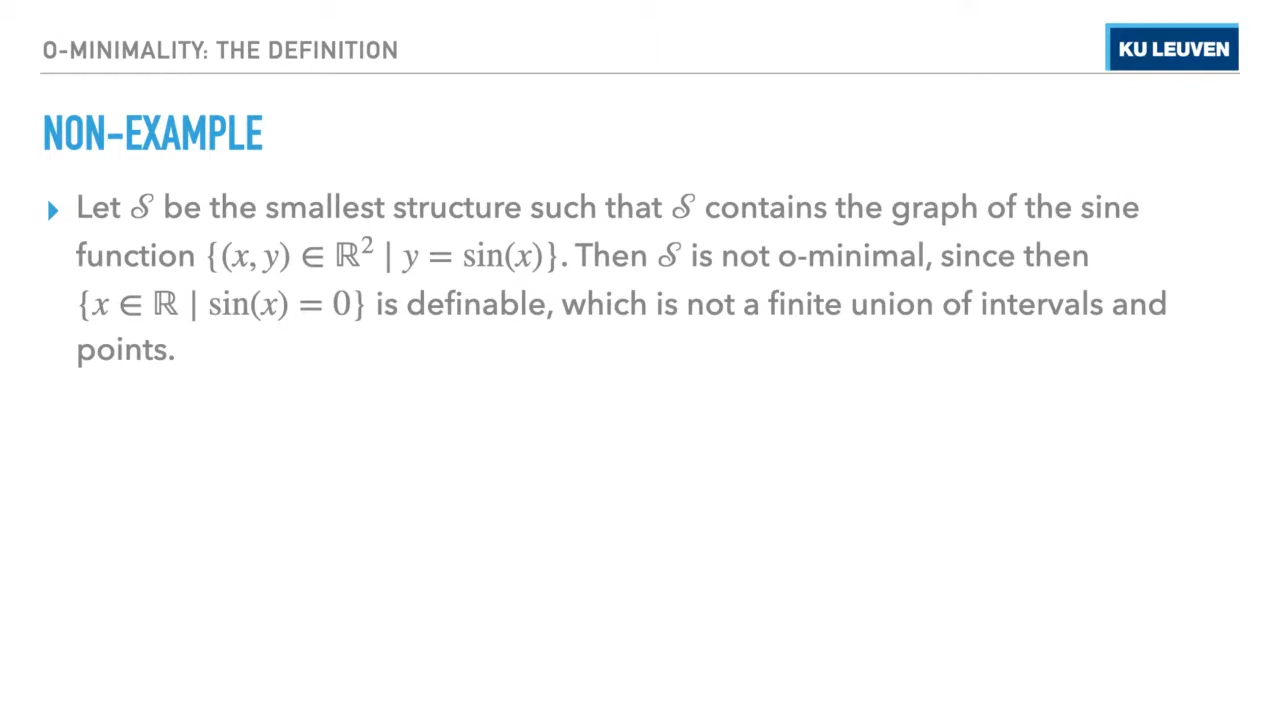 O-MINIMALITY: THE DEFINITION
KU LEUVEN
NON-EXAMPLE
▸ Let 𝒮 be the smallest structure such that 𝒮 contains the graph of the sine
function {(x, y) ∈ ℝ² | y = sin(x)}. Then 𝒮 is not o-minimal, since then
{x ∈ ℝ | sin(x) = 0} is definable, which is not a finite union of intervals and
points.